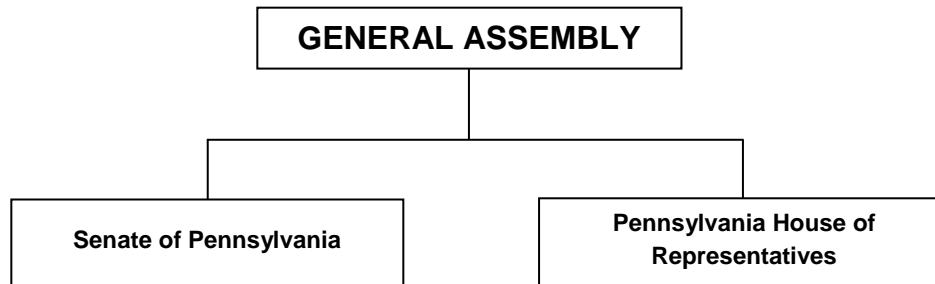 GENERAL ASSEMBLY
Senate of Pennsylvania
Pennsylvania House of
Representatives